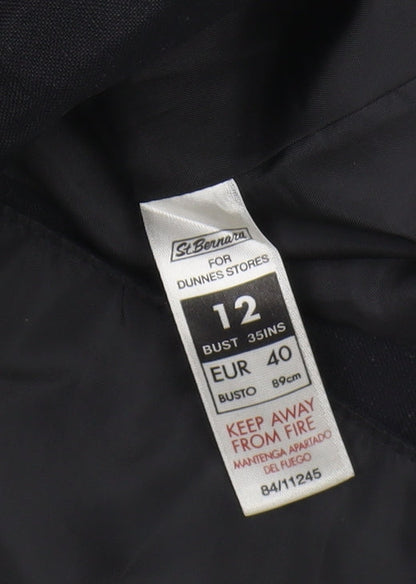 St Bernard
FOR
DUNNES STORES
12
BUST 35INS
EUR 40
BUSTO 89cm
KEEP AWAY
FROM FIRE
MANTENGA APARTADO
DEL FUEGO
84/11245